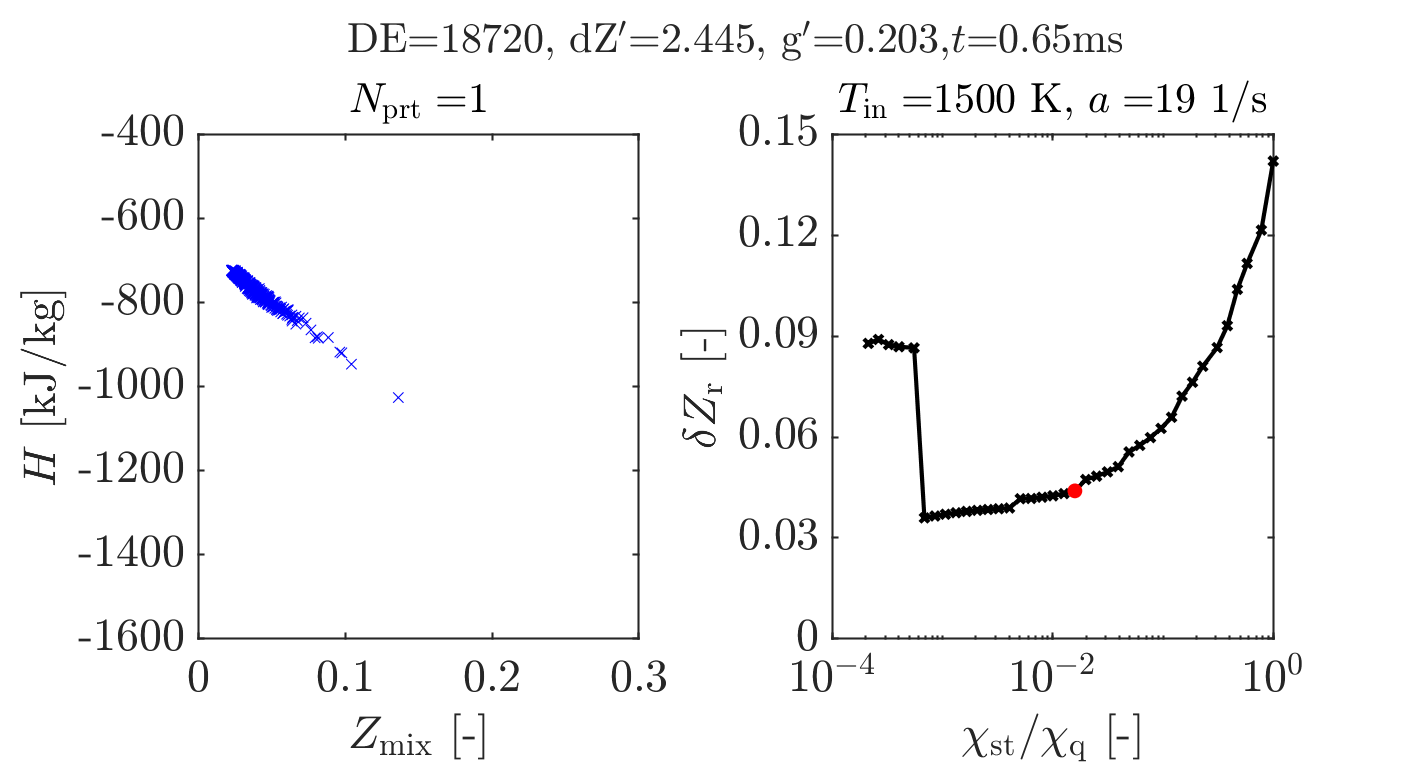 DE=18720, dZ′=2.445, g′=0.203,t=0.65ms
N_prt =1
-400
-600
-800
-1000
-1200
-1400
-1600
0
0.1
0.2
0.3
H [kJ/kg]
Z_mix [-]
T_in =1500 K, a =19 1/s
0.15
0.12
0.09
0.06
0.03
0
10^−4
10^−2
10^0
δZ_r [-]
χ_st/χ_q [-]